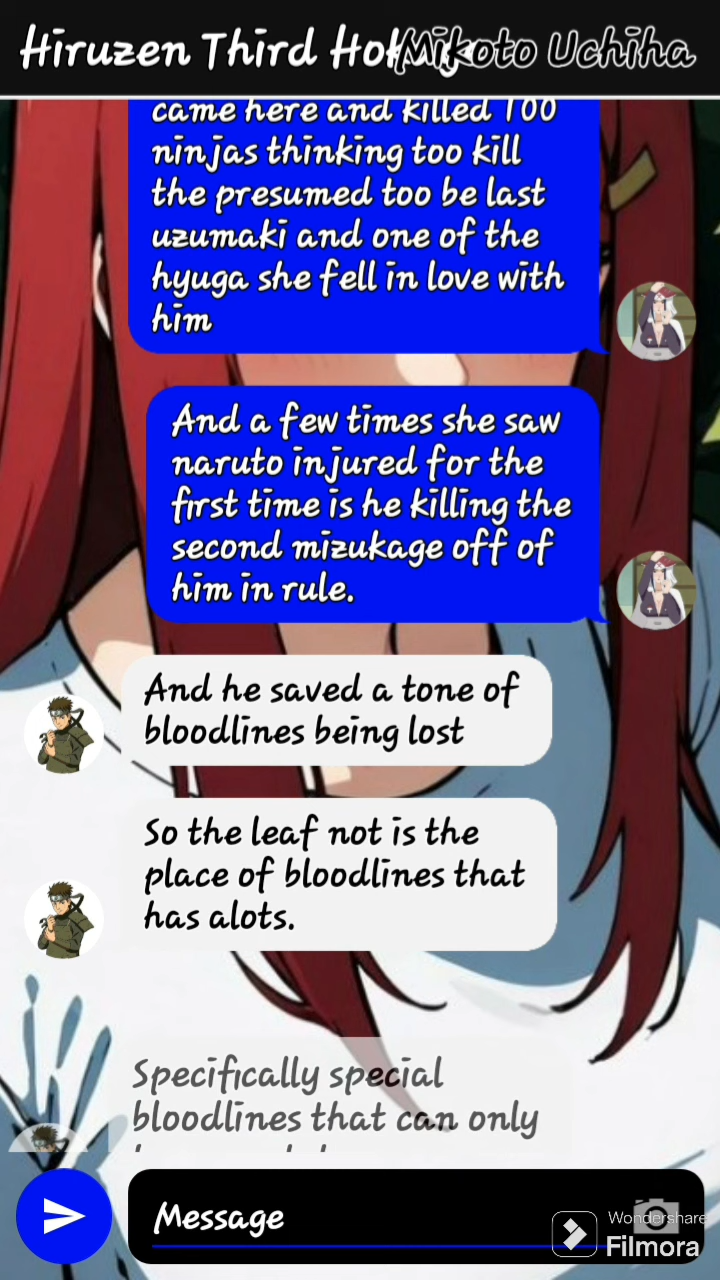 Hiruzen Third Hok
Mikoto Uchiha
came here and killed 100
ninjas thinking too kill
the presumed too be last
uzumaki and one of the
hyuga she fell in love with
him
And a few times she saw
naruto injured for the
first time is he killing the
second mizukage off of
him in rule.
And he saved a tone of
bloodlines being lost
So the leaf not is the
place of bloodlines that
has alots.
Specifically special
bloodlines that can only
Message
Wondershare
Filmora